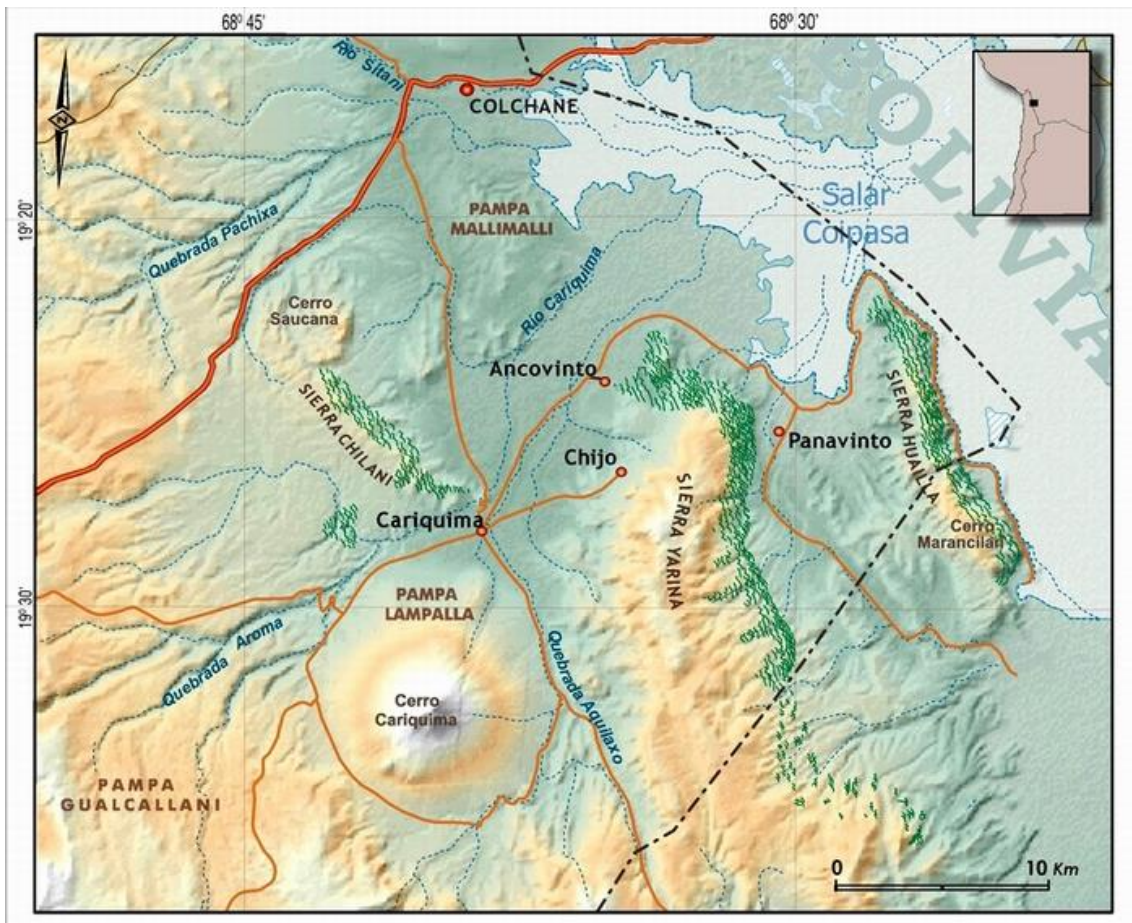 68º 45'
68º 30'
N
Río Sitani
COLCHANE
BOLIVIA
PAMPA
MALLIMALLI
Salar
Coipasa
19º 20'
Quebrada Pachixa
Río Cariquima
Cerro
Saucana
Ancovinto
SIERRA CHILANI
SIERRA HUAILLA
Panavinto
Chijo
SIERRA YARINA
Cariquima
Cerro
Marancilan
PAMPA
LAMPALLA
19º 30'
Quebrada Aroma
Quebrada Aquilaxo
Cerro
Cariquima
PAMPA
GUALCALLANI
0 10 Km